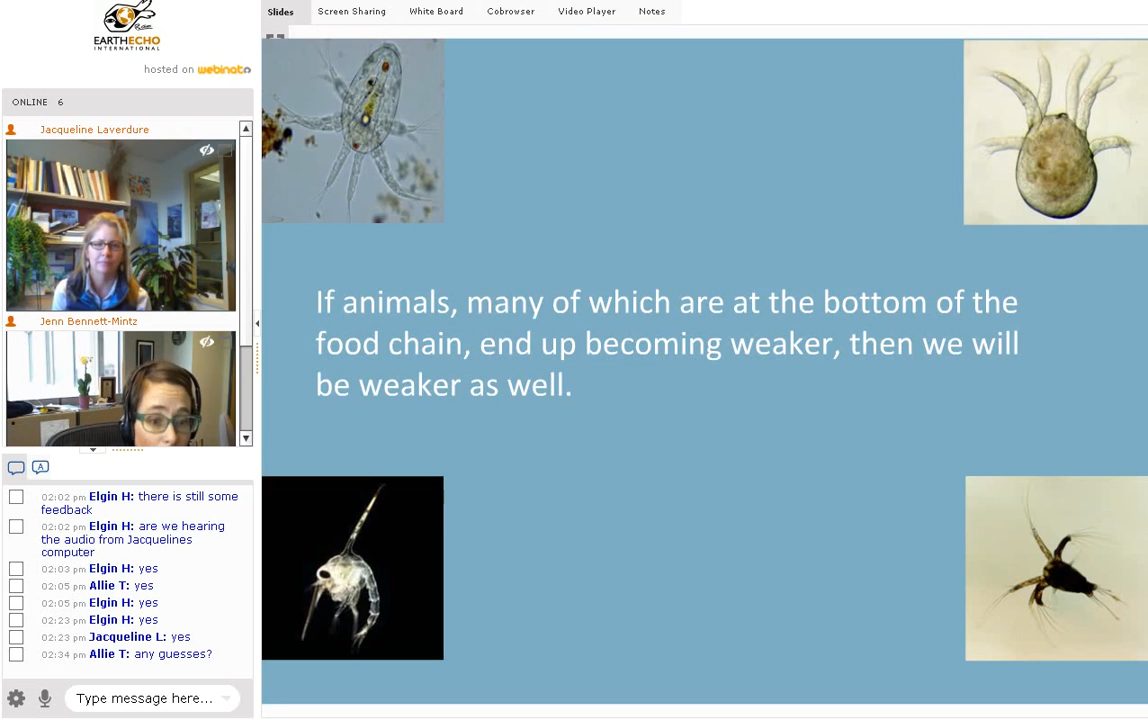 EARTHECHO
INTERNATIONAL
hosted on webinato
ONLINE 6
Jacqueline Laverdure
Jenn Bennett-Mintz
02:02 pm Elgin H: there is still some
feedback
02:02 pm Elgin H: are we hearing
the audio from Jacquelines
computer
02:03 pm Elgin H: yes
02:05 pm Allie T: yes
02:05 pm Elgin H: yes
02:23 pm Elgin H: yes
02:23 pm Jacqueline L: yes
02:34 pm Allie T: any guesses?
Type message here...
Slides Screen Sharing White Board Cobrowser Video Player Notes
If animals, many of which are at the bottom of the
food chain, end up becoming weaker, then we will
be weaker as well.